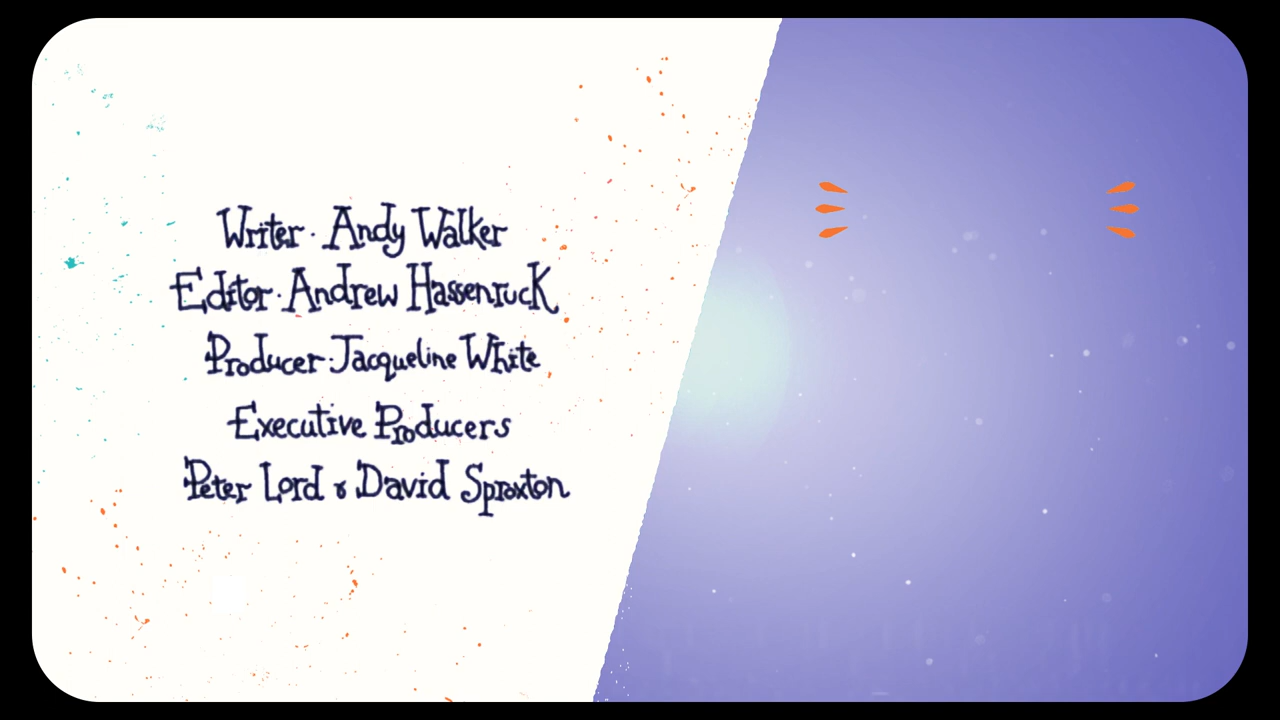 Writer · Andy Walker
Editor · Andrew Hassenruck
Producer · Jacqueline White
Executive Producers
Peter Lord & David Sproxton